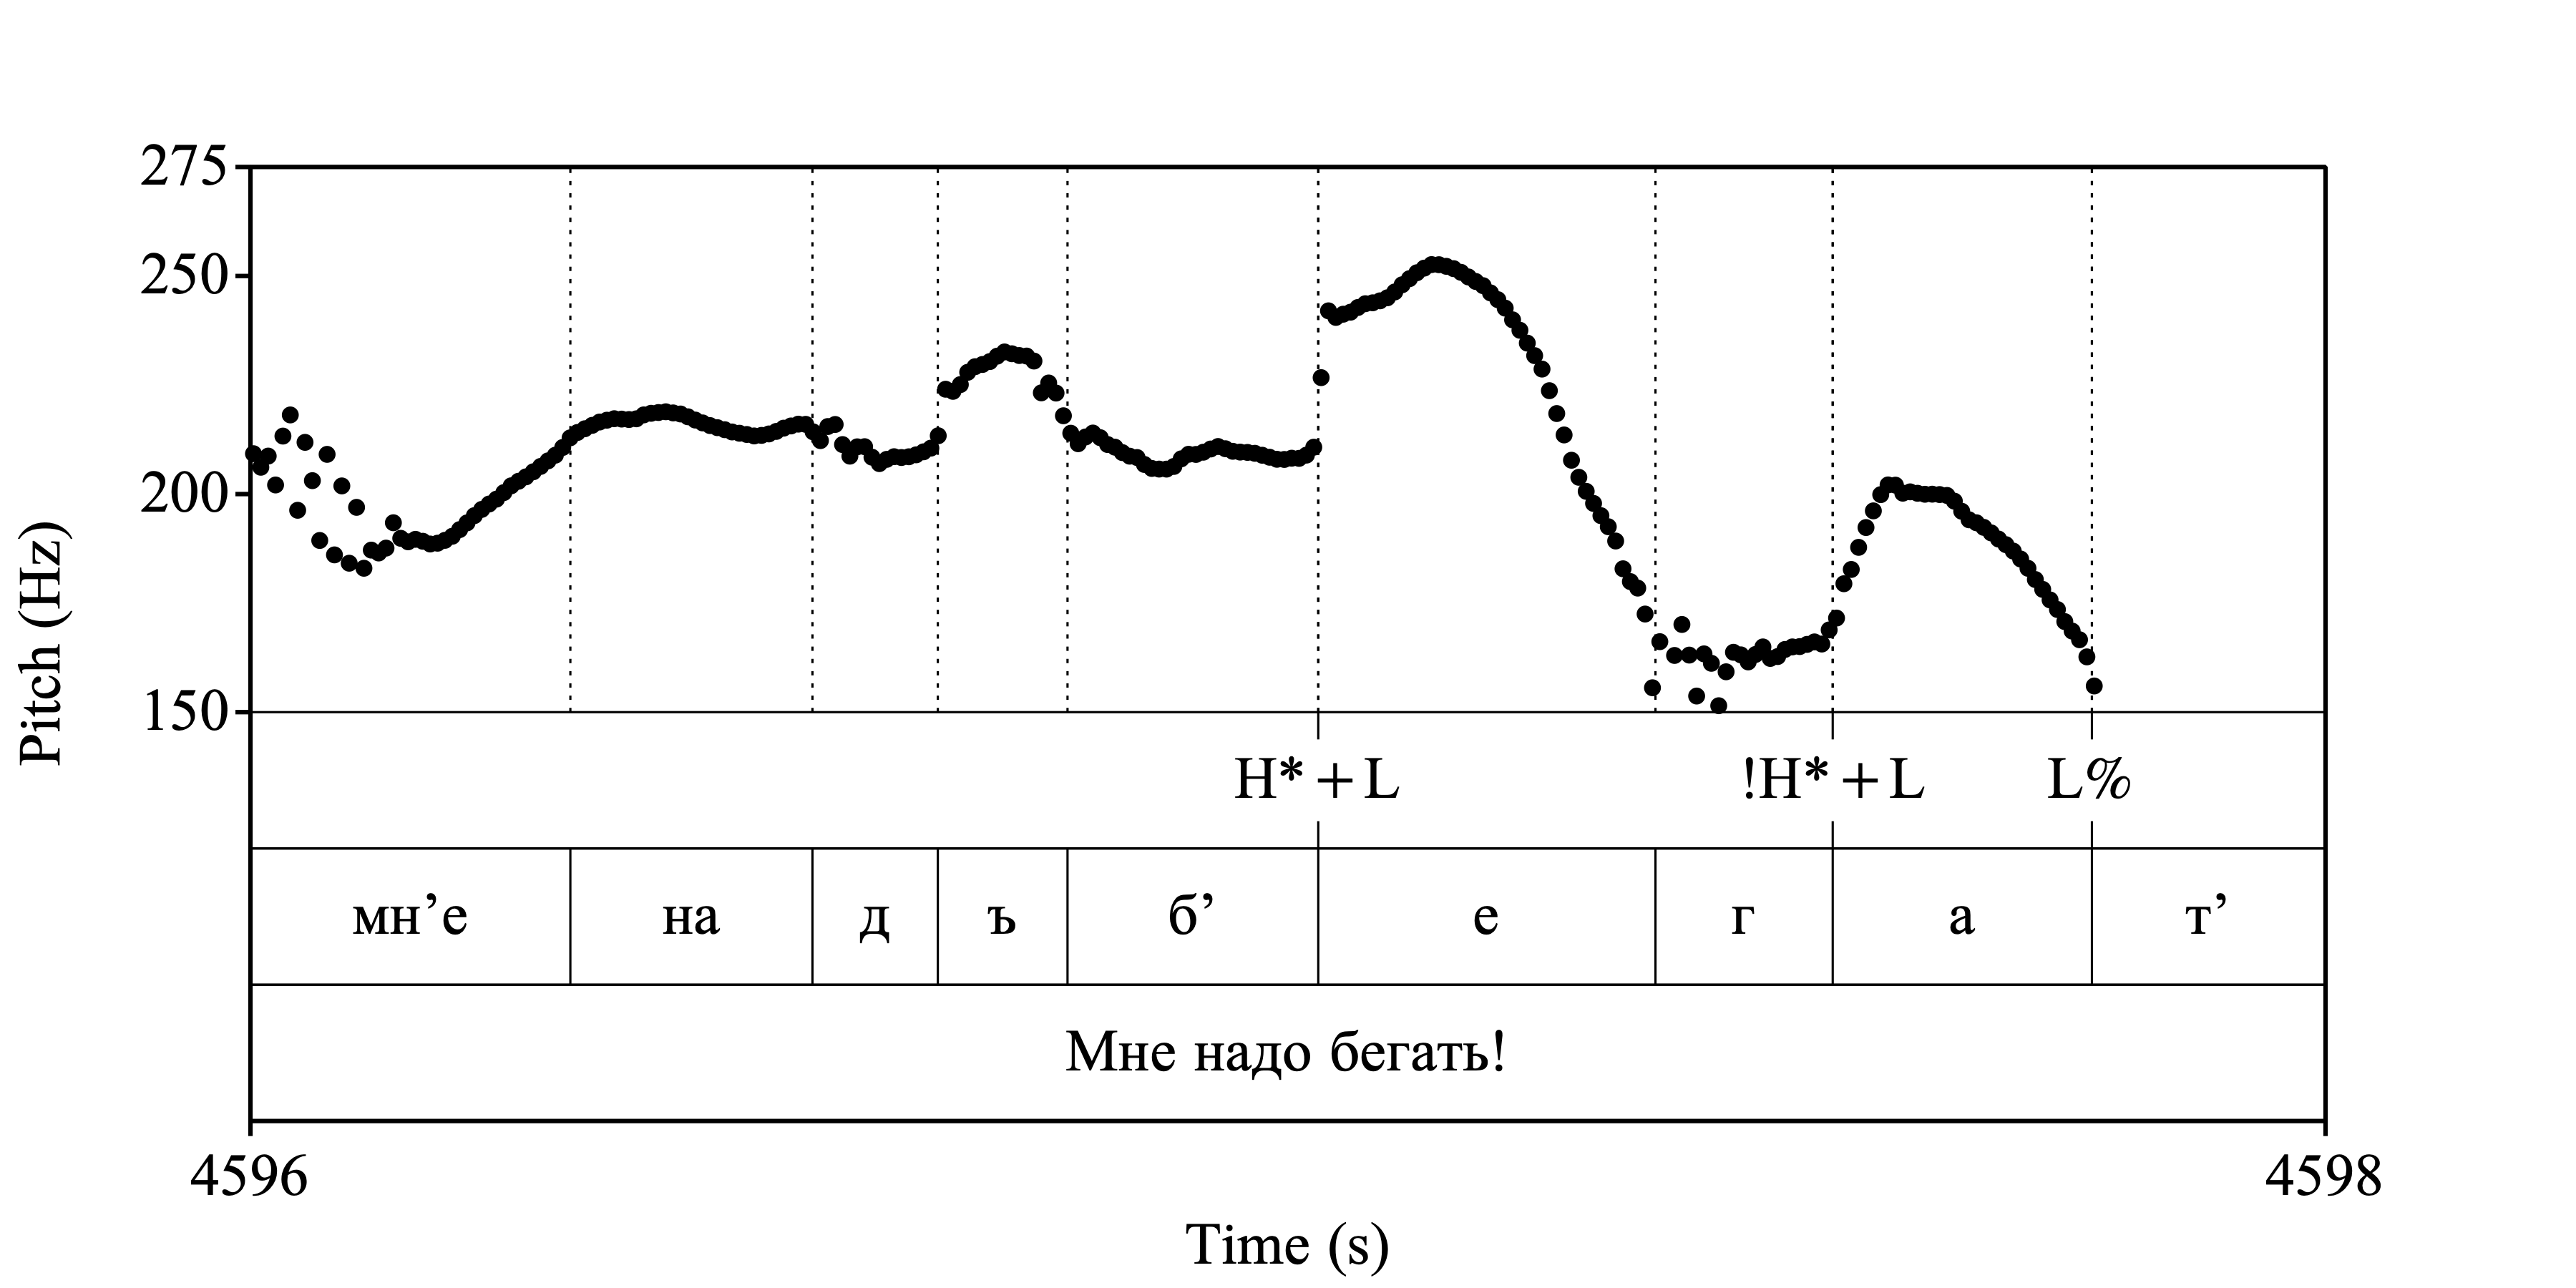 275
250
200
150
Pitch (Hz)
H* + L !H* + L L%
мн’е на д ъ б’ е г а т’
Мне надо бегать!
4596 4598
Time (s)